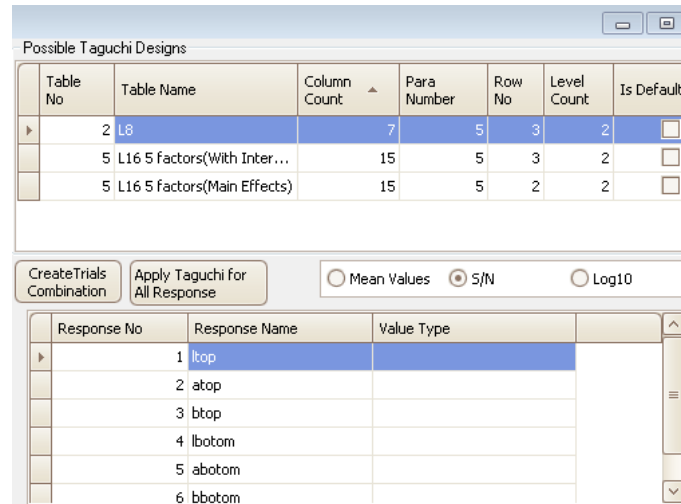 Possible Taguchi Designs
Table No Table Name Column Count Para Number Row No Level Count Is Default
2 L8 7 5 3 2
5 L16 5 factors(With Inter... 15 5 3 2
5 L16 5 factors(Main Effects) 15 5 2 2
CreateTrials Combination Apply Taguchi for All Response Mean Values S/N Log10
Response No Response Name Value Type
1 ltop
2 atop
3 btop
4 lbotom
5 abotom
6 bbotom